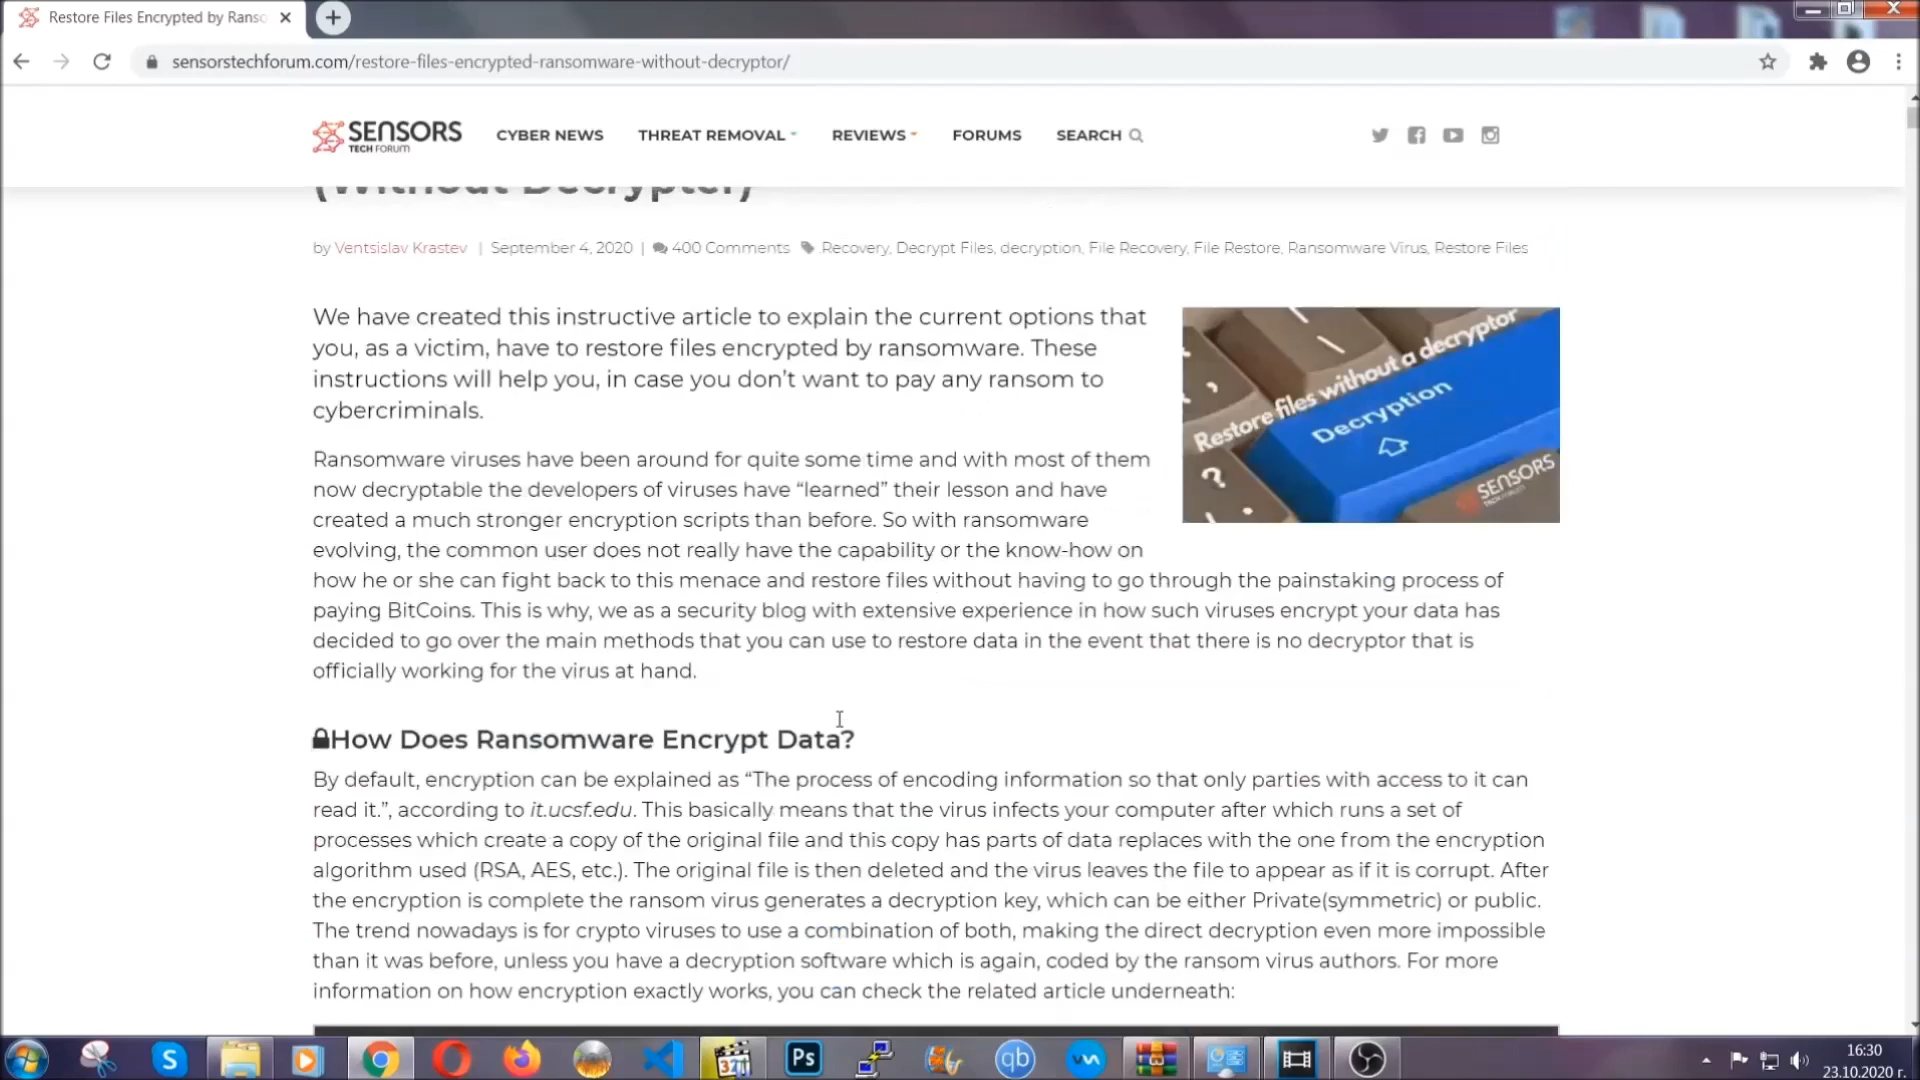 Restore Files Encrypted by Ranso
sensorstechforum.com/restore-files-encrypted-ransomware-without-decryptor/
SENSORS
TECH FORUM
CYBER NEWS THREAT REMOVAL REVIEWS FORUMS SEARCH
(Without Decrypter)
by Ventsislav Krastev | September 4, 2020 | 400 Comments Recovery, Decrypt Files, decryption, File Recovery, File Restore, Ransomware Virus, Restore Files
We have created this instructive article to explain the current options that
you, as a victim, have to restore files encrypted by ransomware. These
instructions will help you, in case you don’t want to pay any ransom to
cybercriminals.
Restore files without a decryptor
Decryption
SENSORS
Ransomware viruses have been around for quite some time and with most of them
now decryptable the developers of viruses have “learned” their lesson and have
created a much stronger encryption scripts than before. So with ransomware
evolving, the common user does not really have the capability or the know-how on
how he or she can fight back to this menace and restore files without having to go through the painstaking process of
paying BitCoins. This is why, we as a security blog with extensive experience in how such viruses encrypt your data has
decided to go over the main methods that you can use to restore data in the event that there is no decryptor that is
officially working for the virus at hand.
How Does Ransomware Encrypt Data?
By default, encryption can be explained as “The process of encoding information so that only parties with access to it can
read it.”, according to it.ucsf.edu. This basically means that the virus infects your computer after which runs a set of
processes which create a copy of the original file and this copy has parts of data replaces with the one from the encryption
algorithm used (RSA, AES, etc.). The original file is then deleted and the virus leaves the file to appear as if it is corrupt. After
the encryption is complete the ransom virus generates a decryption key, which can be either Private(symmetric) or public.
The trend nowadays is for crypto viruses to use a combination of both, making the direct decryption even more impossible
than it was before, unless you have a decryption software which is again, coded by the ransom virus authors. For more
information on how encryption exactly works, you can check the related article underneath:
Ps
qb
16:30
23.10.2020 г.